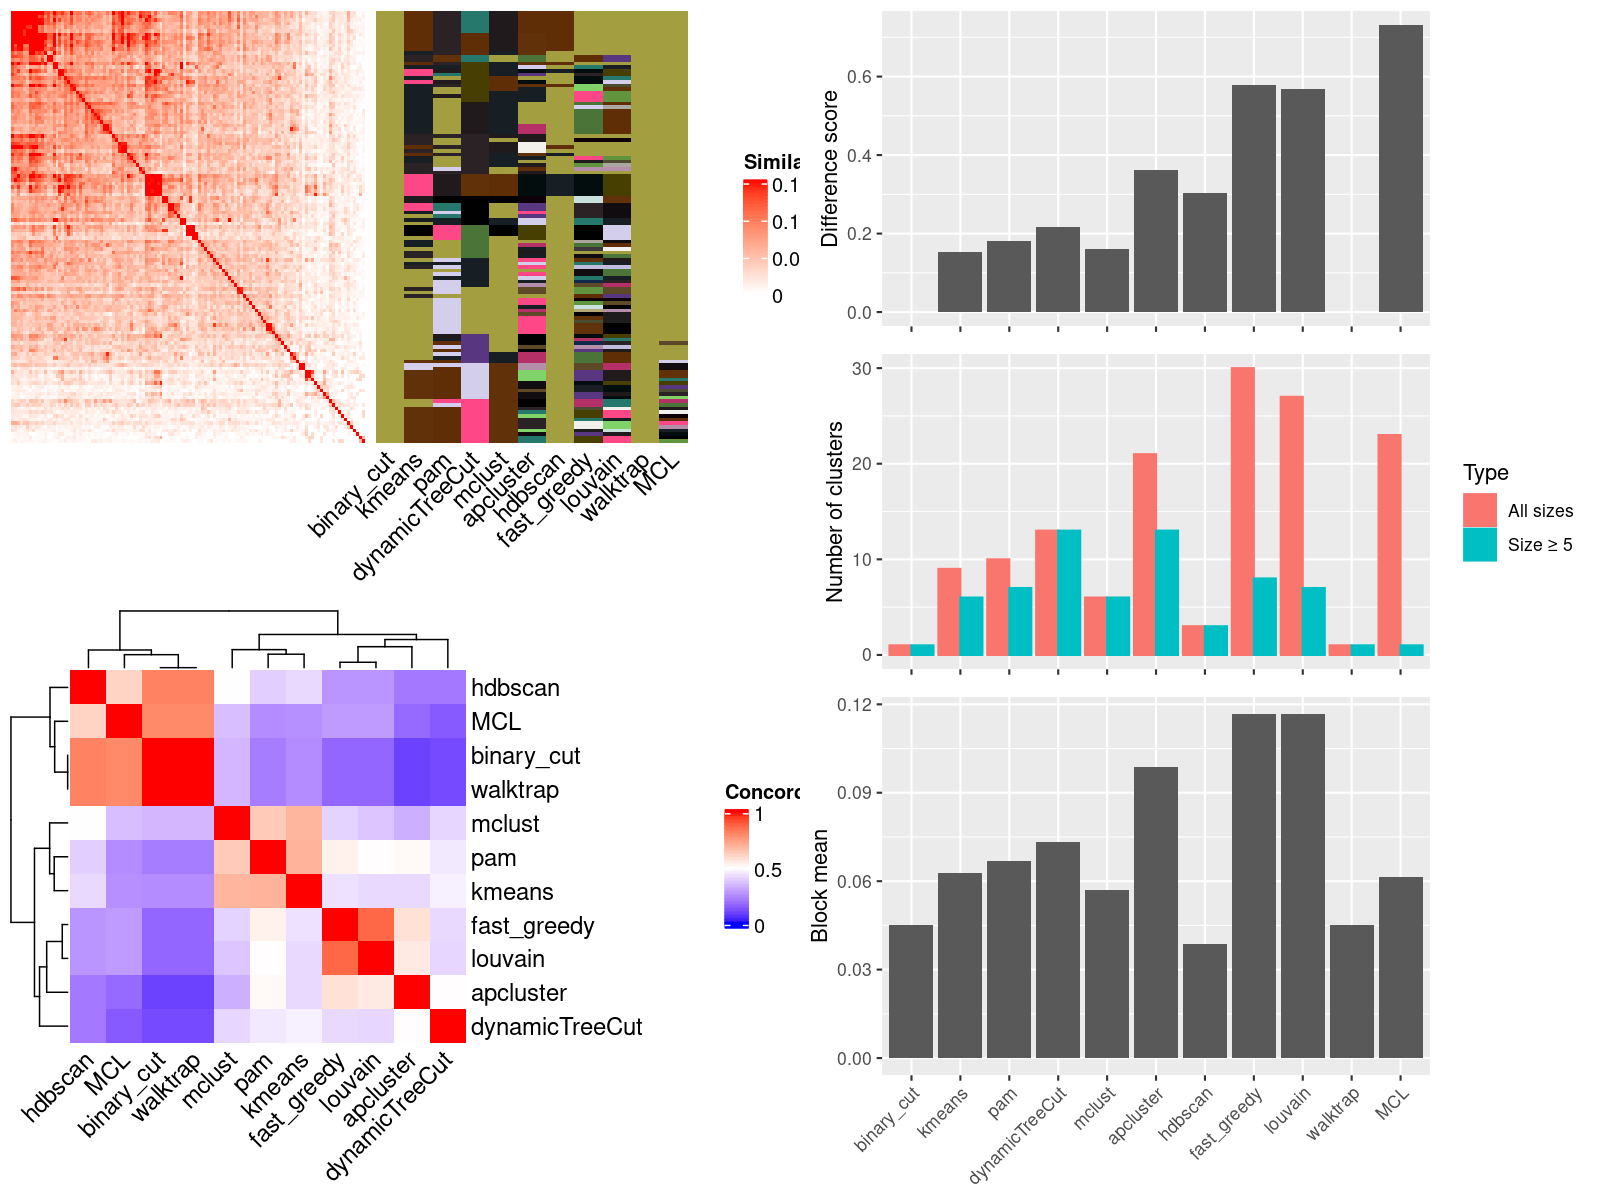 Simila
0.1
0.1
0.0
0
binary_cut
kmeans
pam
dynamicTreeCut
mclust
apcluster
hdbscan
fast_greedy
louvain
walktrap
MCL
hdbscan
MCL
binary_cut
walktrap
mclust
pam
kmeans
fast_greedy
louvain
apcluster
dynamicTreeCut
hdbscan
MCL
binary_cut
walktrap
mclust
pam
kmeans
fast_greedy
louvain
apcluster
dynamicTreeCut
Concord
1
0.5
0
Difference score
0.6
0.4
0.2
0.0
Number of clusters
30
20
10
0
Type
All sizes
Size ≥ 5
Block mean
0.12
0.09
0.06
0.03
0.00
binary_cut
kmeans
pam
dynamicTreeCut
mclust
apcluster
hdbscan
fast_greedy
louvain
walktrap
MCL